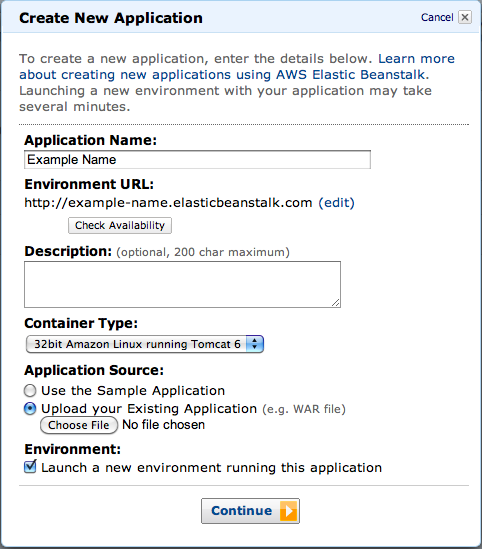 Create New Application
Cancel
To create a new application, enter the details below. Learn more
about creating new applications using AWS Elastic Beanstalk.
Launching a new environment with your application may take
several minutes.
Application Name:
Example Name
Environment URL:
http://example-name.elasticbeanstalk.com (edit)
Check Availability
Description: (optional, 200 char maximum)
Container Type:
32bit Amazon Linux running Tomcat 6
Application Source:
Use the Sample Application
Upload your Existing Application (e.g. WAR file)
Choose File No file chosen
Environment:
Launch a new environment running this application
Continue